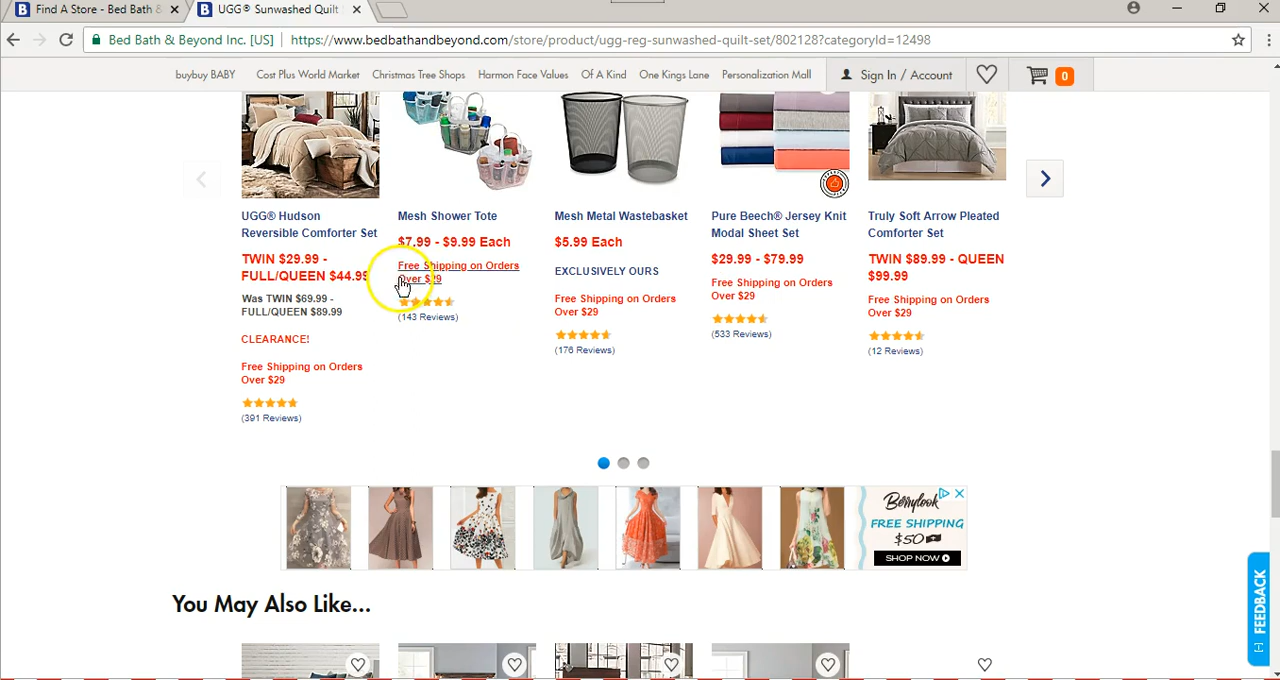 Find A Store - Bed Bath &
UGG® Sunwashed Quilt
Bed Bath & Beyond Inc. [US]
https://www.bedbathandbeyond.com/store/product/ugg-reg-sunwashed-quilt-set/802128?categoryId=12498
buybuy BABY
Cost Plus World Market
Christmas Tree Shops
Harmon Face Values
Of A Kind
One Kings Lane
Personalization Mall
Sign In / Account
0
UGG® Hudson
Reversible Comforter Set
TWIN $29.99 -
FULL/QUEEN $44.99
Was TWIN $69.99 -
FULL/QUEEN $89.99
CLEARANCE!
Free Shipping on Orders
Over $29
(391 Reviews)
Mesh Shower Tote
$7.99 - $9.99 Each
Free Shipping on Orders
Over $29
(143 Reviews)
Mesh Metal Wastebasket
$5.99 Each
EXCLUSIVELY OURS
Free Shipping on Orders
Over $29
(176 Reviews)
Pure Beech® Jersey Knit
Modal Sheet Set
$29.99 - $79.99
Free Shipping on Orders
Over $29
(533 Reviews)
Truly Soft Arrow Pleated
Comforter Set
TWIN $89.99 - QUEEN
$99.99
Free Shipping on Orders
Over $29
(12 Reviews)
Berrylook
FREE SHIPPING
$50
SHOP NOW
FEEDBACK
You May Also Like...